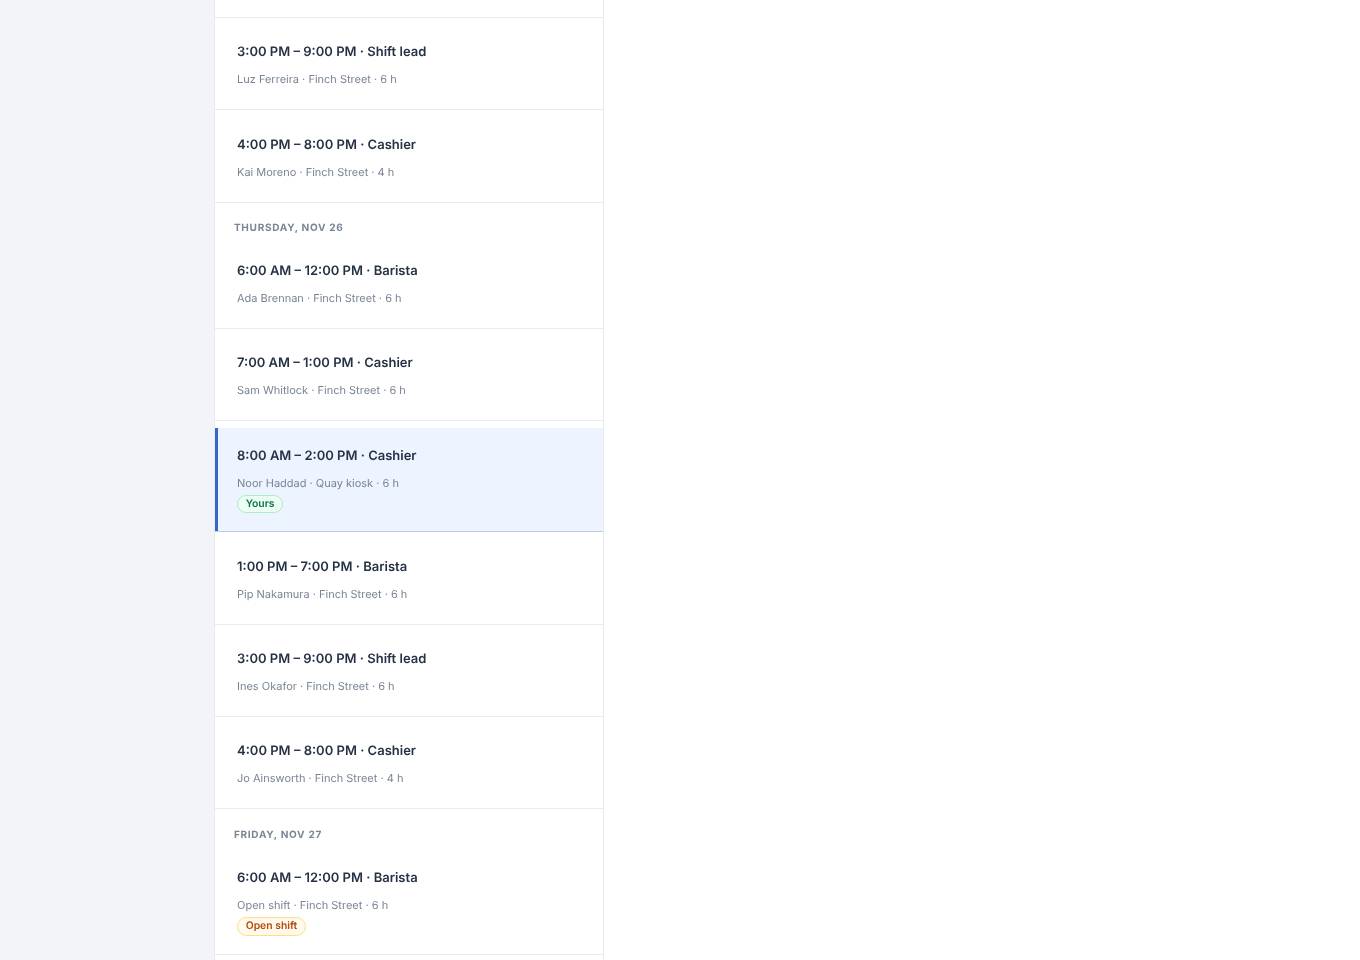 3:00 PM – 9:00 PM · Shift lead
Luz Ferreira · Finch Street · 6 h
4:00 PM – 8:00 PM · Cashier
Kai Moreno · Finch Street · 4 h
THURSDAY, NOV 26
6:00 AM – 12:00 PM · Barista
Ada Brennan · Finch Street · 6 h
7:00 AM – 1:00 PM · Cashier
Sam Whitlock · Finch Street · 6 h
8:00 AM – 2:00 PM · Cashier
Noor Haddad · Quay kiosk · 6 h
Yours
1:00 PM – 7:00 PM · Barista
Pip Nakamura · Finch Street · 6 h
3:00 PM – 9:00 PM · Shift lead
Ines Okafor · Finch Street · 6 h
4:00 PM – 8:00 PM · Cashier
Jo Ainsworth · Finch Street · 4 h
FRIDAY, NOV 27
6:00 AM – 12:00 PM · Barista
Open shift · Finch Street · 6 h
Open shift